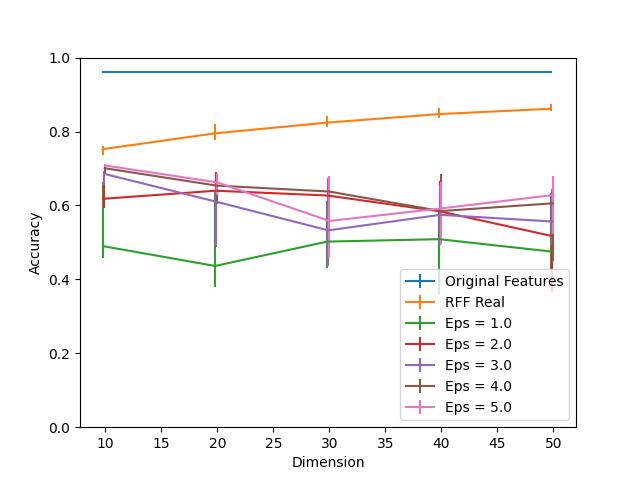 1.0
0.8
0.6
0.4
0.2
0.0
Accuracy
10
15
20
25
30
35
40
45
50
Dimension
Original Features
RFF Real
Eps = 1.0
Eps = 2.0
Eps = 3.0
Eps = 4.0
Eps = 5.0